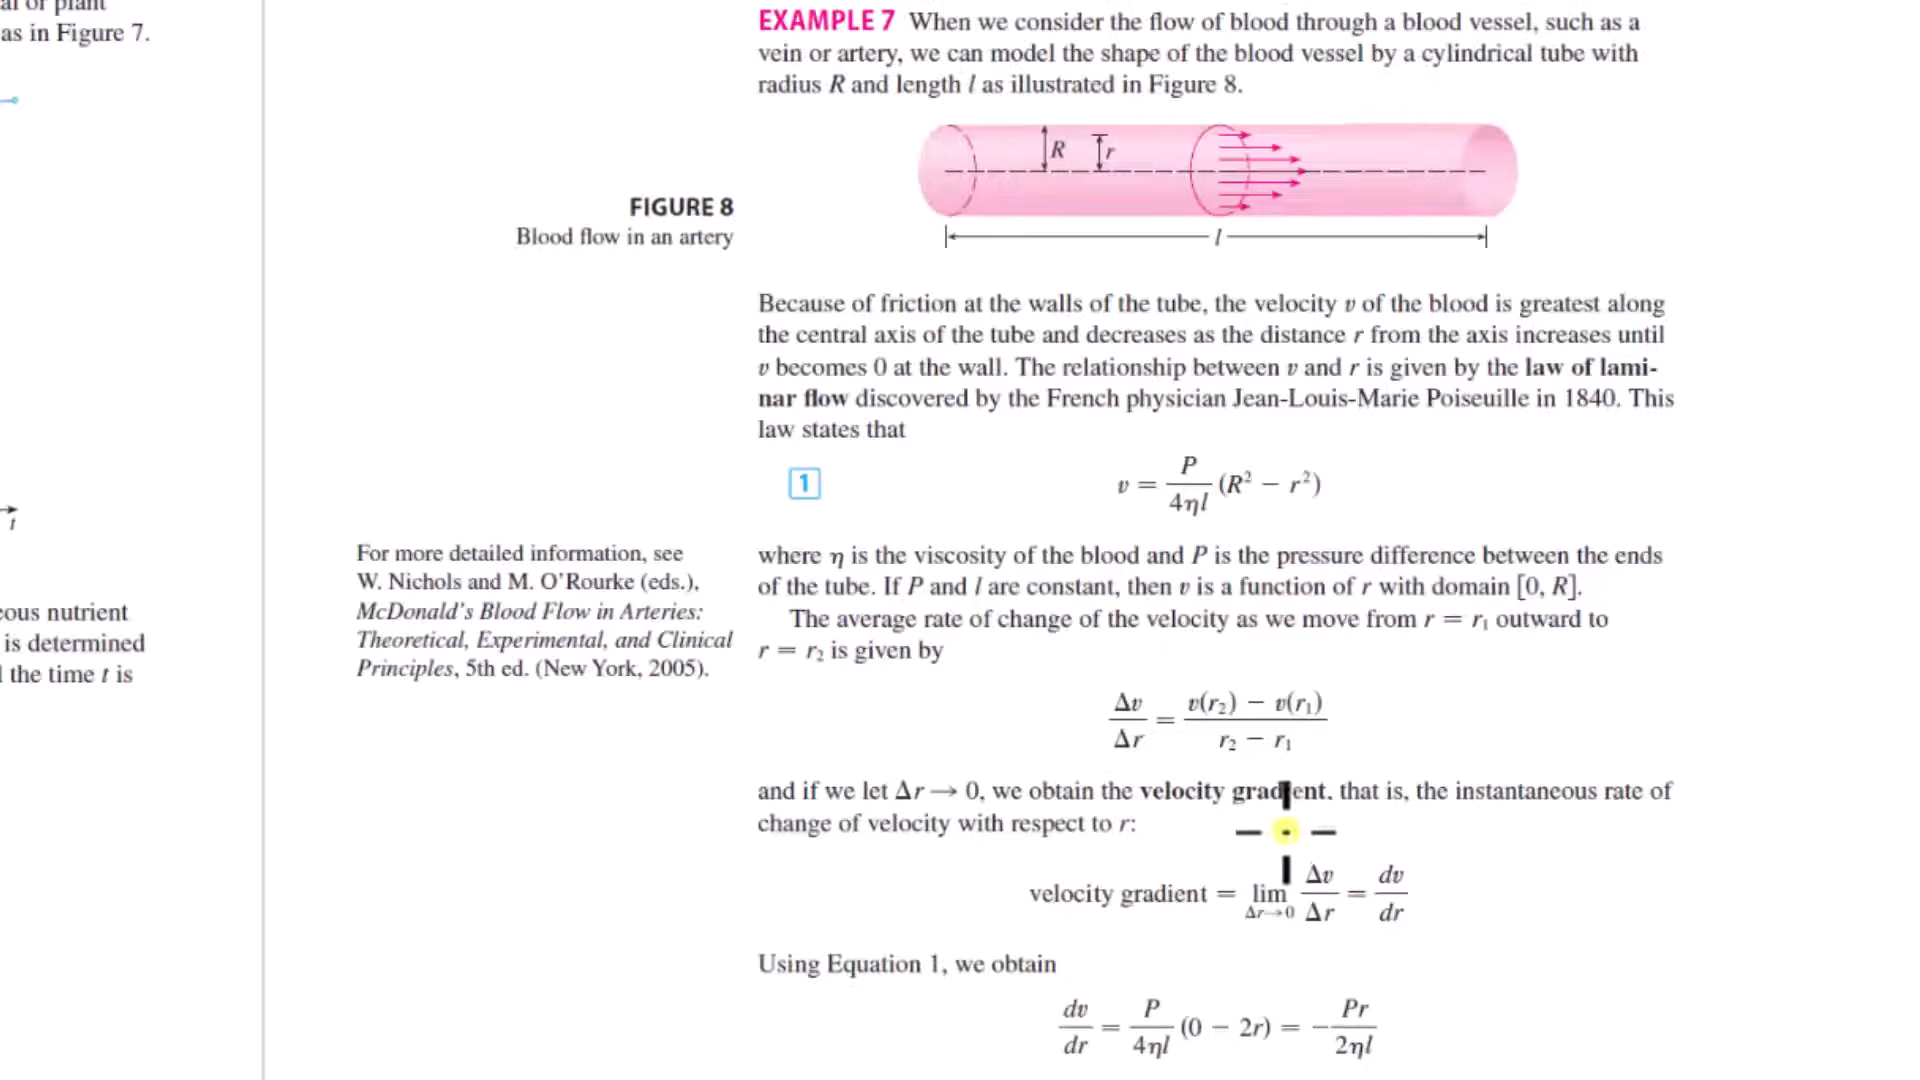 as in Figure 7.
t
ous nutrient
is determined
the time t is
EXAMPLE 7 When we consider the flow of blood through a blood vessel, such as a
vein or artery, we can model the shape of the blood vessel by a cylindrical tube with
radius R and length l as illustrated in Figure 8.
R r
l
FIGURE 8
Blood flow in an artery
Because of friction at the walls of the tube, the velocity v of the blood is greatest along
the central axis of the tube and decreases as the distance r from the axis increases until
v becomes 0 at the wall. The relationship between v and r is given by the law of lami-
nar flow discovered by the French physician Jean-Louis-Marie Poiseuille in 1840. This
law states that
1 v = P/4ηl (R² − r²)
For more detailed information, see
W. Nichols and M. O'Rourke (eds.),
McDonald's Blood Flow in Arteries:
Theoretical, Experimental, and Clinical
Principles, 5th ed. (New York, 2005).
where η is the viscosity of the blood and P is the pressure difference between the ends
of the tube. If P and l are constant, then v is a function of r with domain [0, R].
The average rate of change of the velocity as we move from r = r₁ outward to
r = r₂ is given by
Δv/Δr = v(r₂) − v(r₁)/r₂ − r₁
and if we let Δr → 0, we obtain the velocity gradient, that is, the instantaneous rate of
change of velocity with respect to r:
velocity gradient = lim Δr→0 Δv/Δr = dv/dr
Using Equation 1, we obtain
dv/dr = P/4ηl (0 − 2r) = −Pr/2ηl